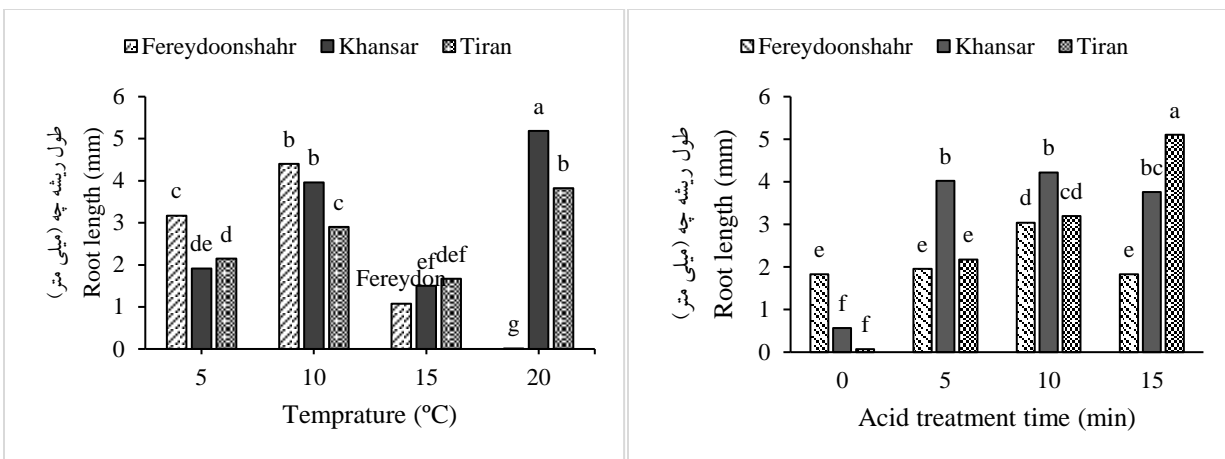 Fereydoonshahr Khansar Tiran
6
5
4
3
2
1
0
طول ریشه چه (میلی متر)
Root length (mm)
c
de
d
b
b
c
Fereydon
ef
def
g
a
b
5 10 15 20
Temprature (ºC)
Fereydoonshahr Khansar Tiran
6
5
4
3
2
1
0
طول ریشه چه (میلی متر)
Root length (mm)
e
f
f
e
b
e
d
b
cd
e
bc
a
0 5 10 15
Acid treatment time (min)